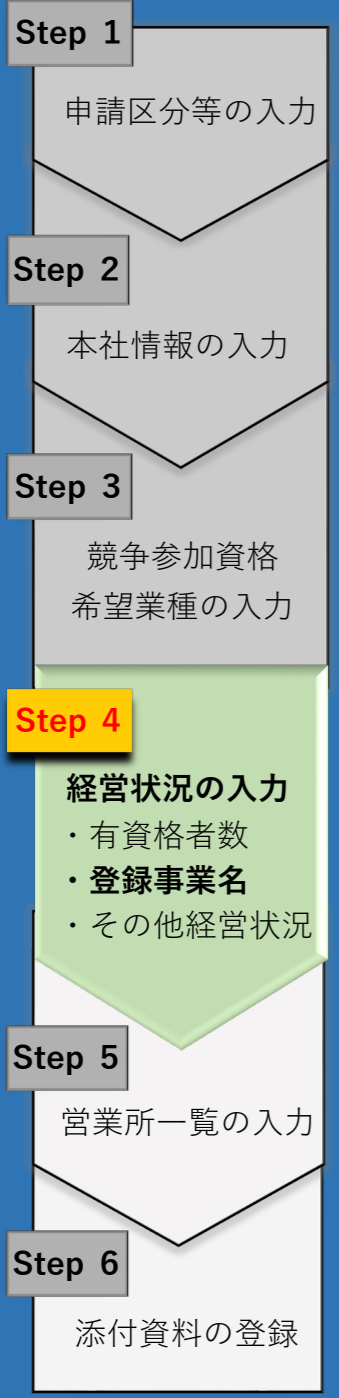 Step 1
申請区分等の入力
Step 2
本社情報の入力
Step 3
競争参加資格
希望業種の入力
Step 4
経営状況の入力
・有資格者数
・登録事業名
・その他経営状況
Step 5
営業所一覧の入力
Step 6
添付資料の登録